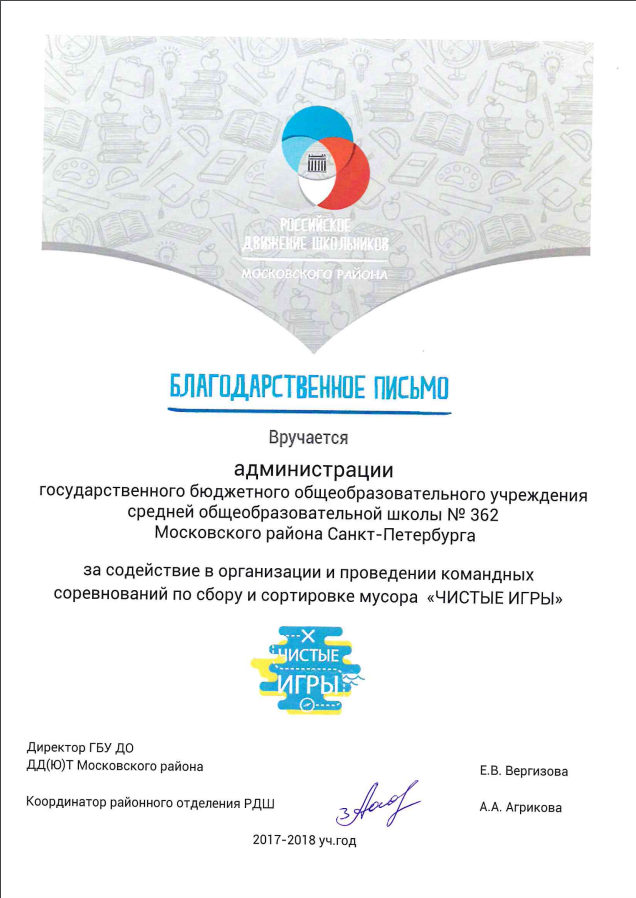 РОССИЙСКОЕ
ДВИЖЕНИЕ ШКОЛЬНИКОВ
МОСКОВСКОГО РАЙОНА
БЛАГОДАРСТВЕННОЕ ПИСЬМО
Вручается
администрации
государственного бюджетного общеобразовательного учреждения
средней общеобразовательной школы № 362
Московского района Санкт-Петербурга
за содействие в организации и проведении командных
соревнований по сбору и сортировке мусора «ЧИСТЫЕ ИГРЫ»
ЧИСТЫЕ
ИГРЫ
Директор ГБУ ДО
ДД(Ю)Т Московского района
Е.В. Вергизова
Координатор районного отделения РДШ
А.А. Агрикова
2017-2018 уч.год